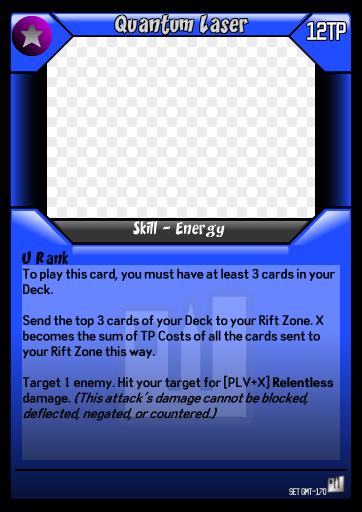 Quantum Laser
12TP
Skill - Energy
U Rank
To play this card, you must have at least 3 cards in your
Deck.
Send the top 3 cards of your Deck to your Rift Zone. X
becomes the sum of TP Costs of all the cards sent to
your Rift Zone this way.
Target 1 enemy. Hit your target for [PLV+X] Relentless
damage. (This attack's damage cannot be blocked,
deflected, negated, or countered.)
SET GMT-170